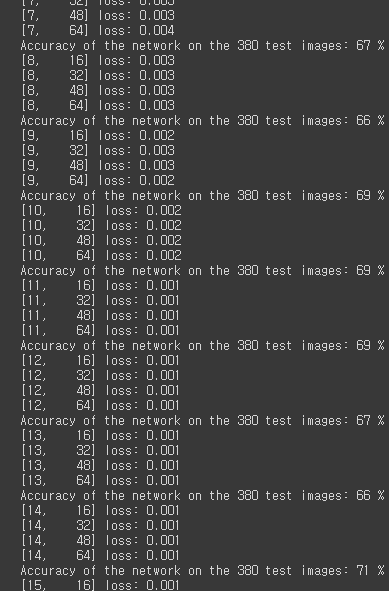 [7,    32] loss: 0.003
[7,    48] loss: 0.003
[7,    64] loss: 0.004
Accuracy of the network on the 380 test images: 67 %
[8,    16] loss: 0.003
[8,    32] loss: 0.003
[8,    48] loss: 0.003
[8,    64] loss: 0.003
Accuracy of the network on the 380 test images: 66 %
[9,    16] loss: 0.002
[9,    32] loss: 0.003
[9,    48] loss: 0.003
[9,    64] loss: 0.002
Accuracy of the network on the 380 test images: 69 %
[10,    16] loss: 0.002
[10,    32] loss: 0.002
[10,    48] loss: 0.002
[10,    64] loss: 0.002
Accuracy of the network on the 380 test images: 69 %
[11,    16] loss: 0.001
[11,    32] loss: 0.001
[11,    48] loss: 0.001
[11,    64] loss: 0.001
Accuracy of the network on the 380 test images: 69 %
[12,    16] loss: 0.001
[12,    32] loss: 0.001
[12,    48] loss: 0.001
[12,    64] loss: 0.001
Accuracy of the network on the 380 test images: 67 %
[13,    16] loss: 0.001
[13,    32] loss: 0.001
[13,    48] loss: 0.001
[13,    64] loss: 0.001
Accuracy of the network on the 380 test images: 66 %
[14,    16] loss: 0.001
[14,    32] loss: 0.001
[14,    48] loss: 0.001
[14,    64] loss: 0.001
Accuracy of the network on the 380 test images: 71 %
[15,    16] loss: 0.001